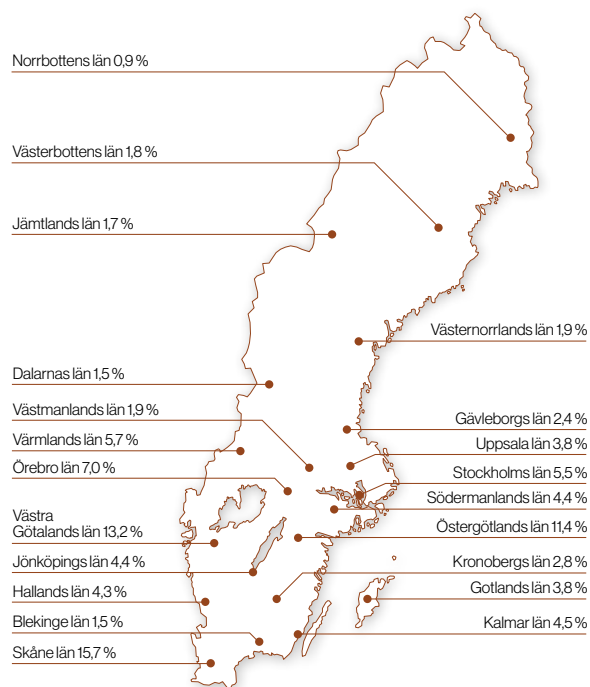 Norrbottens län 0,9 %
Västerbottens län 1,8 %
Jämtlands län 1,7 %
Västernorrlands län 1,9 %
Dalarnas län 1,5 %
Västmanlands län 1,9 %
Gävleborgs län 2,4 %
Värmlands län 5,7 %
Uppsala län 3,8 %
Örebro län 7,0 %
Stockholms län 5,5 %
Södermanlands län 4,4 %
Västra
Götalands län 13,2 %
Östergötlands län 11,4 %
Jönköpings län 4,4 %
Kronobergs län 2,8 %
Hallands län 4,3 %
Gotlands län 3,8 %
Blekinge län 1,5 %
Kalmar län 4,5 %
Skåne län 15,7 %